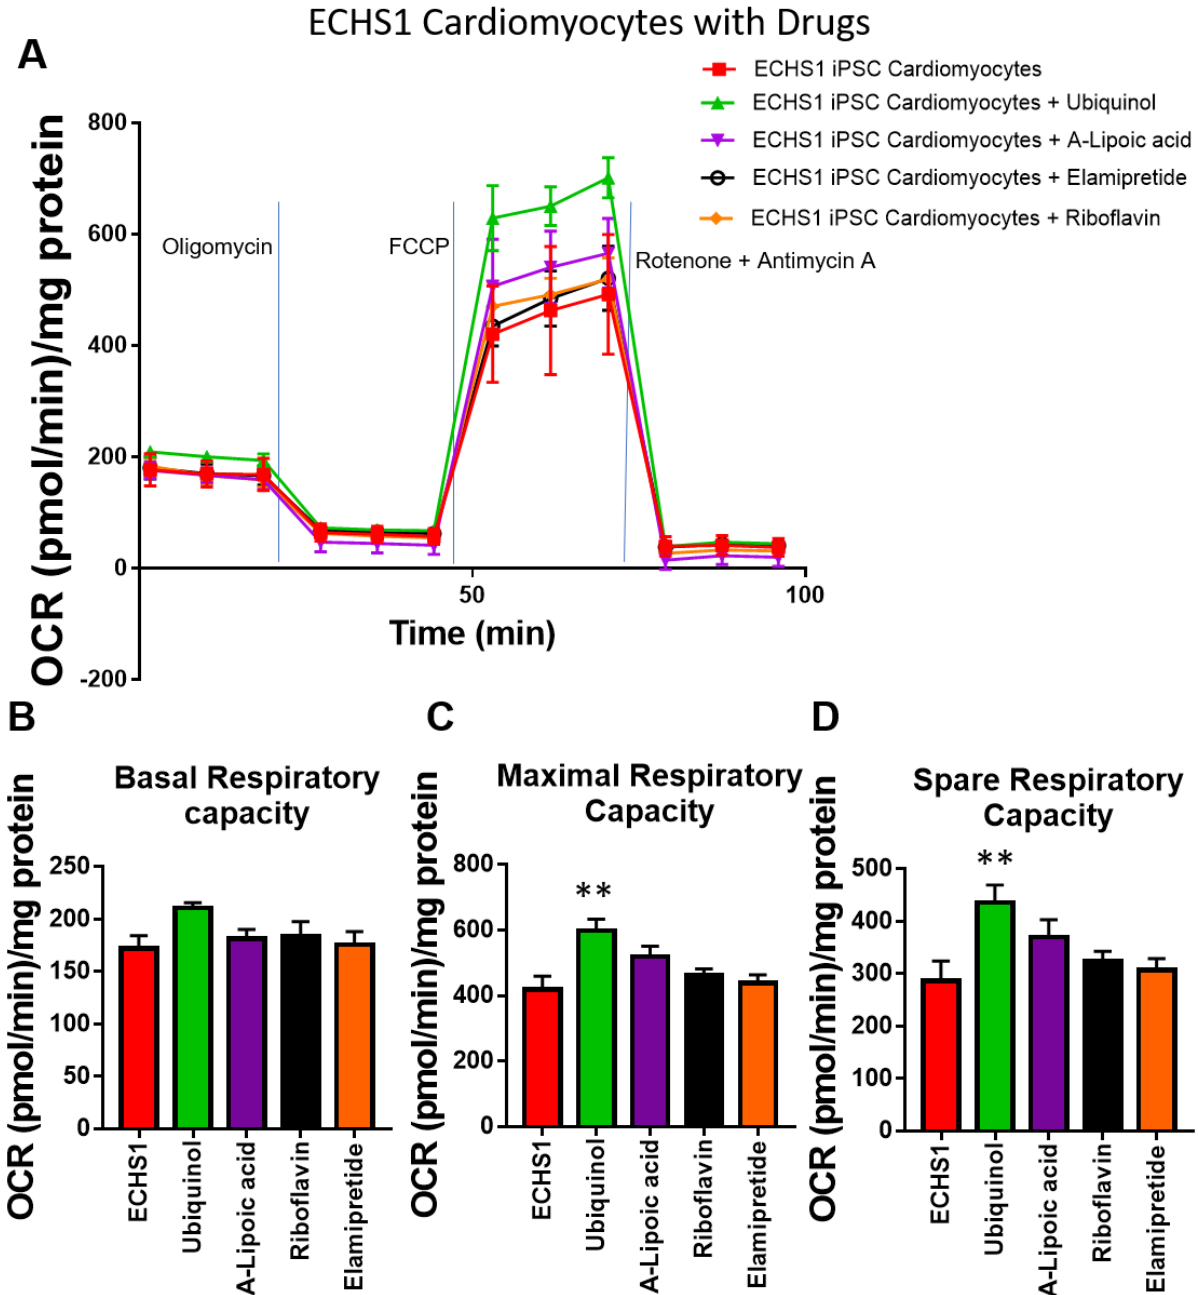 ECHS1 Cardiomyocytes with Drugs
A
ECHS1 iPSC Cardiomyocytes
ECHS1 iPSC Cardiomyocytes + Ubiquinol
ECHS1 iPSC Cardiomyocytes + A-Lipoic acid
ECHS1 iPSC Cardiomyocytes + Elamipretide
ECHS1 iPSC Cardiomyocytes + Riboflavin
OCR (pmol/min)/mg protein
800
600
400
200
0
-200
Oligomycin
FCCP
Rotenone + Antimycin A
50
100
Time (min)
B
Basal Respiratory
capacity
OCR (pmol/min)/mg protein
250
200
150
100
50
0
ECHS1
Ubiquinol
A-Lipoic acid
Riboflavin
Elamipretide
C
Maximal Respiratory
Capacity
OCR (pmol/min)/mg protein
800
600
400
200
0
**
ECHS1
Ubiquinol
A-Lipoic acid
Riboflavin
Elamipretide
D
Spare Respiratory
Capacity
OCR (pmol/min)/mg protein
500
400
300
200
100
0
**
ECHS1
Ubiquinol
A-Lipoic acid
Riboflavin
Elamipretide